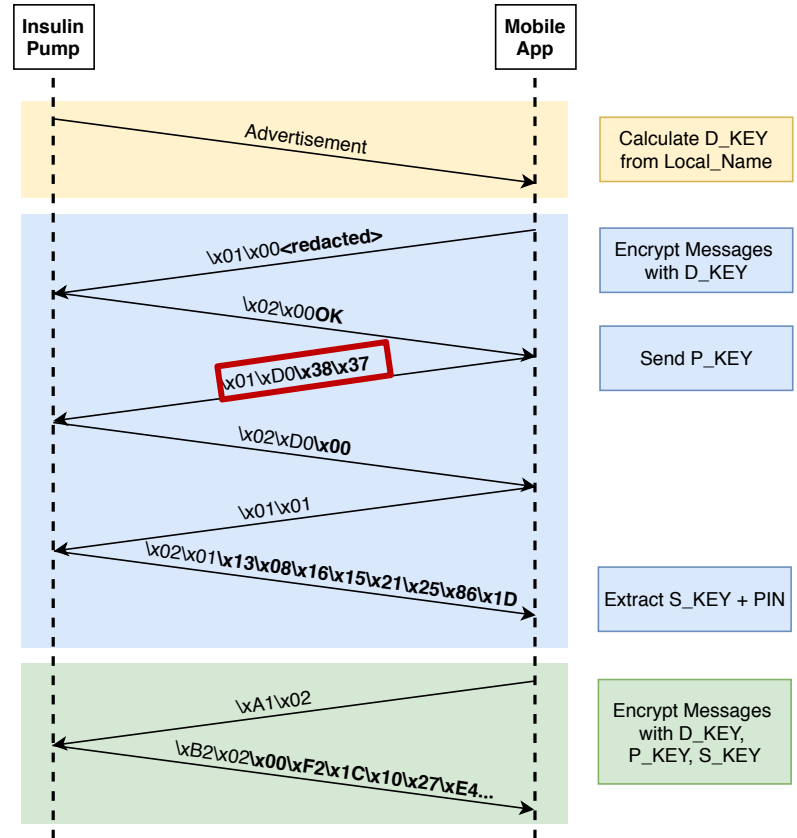 Insulin
Pump
Mobile
App
Advertisement
Calculate D_KEY
from Local_Name
\x01\x00<redacted>
Encrypt Messages
with D_KEY
\x02\x00OK
Send P_KEY
\x01\xD0\x38\x37
\x02\xD0\x00
\x01\x01
\x02\x01\x13\x08\x16\x15\x21\x25\x86\x1D
Extract S_KEY + PIN
\xA1\x02
Encrypt Messages
with D_KEY,
P_KEY, S_KEY
\xB2\x02\x00\xF2\x1C\x10\x27\xE4...